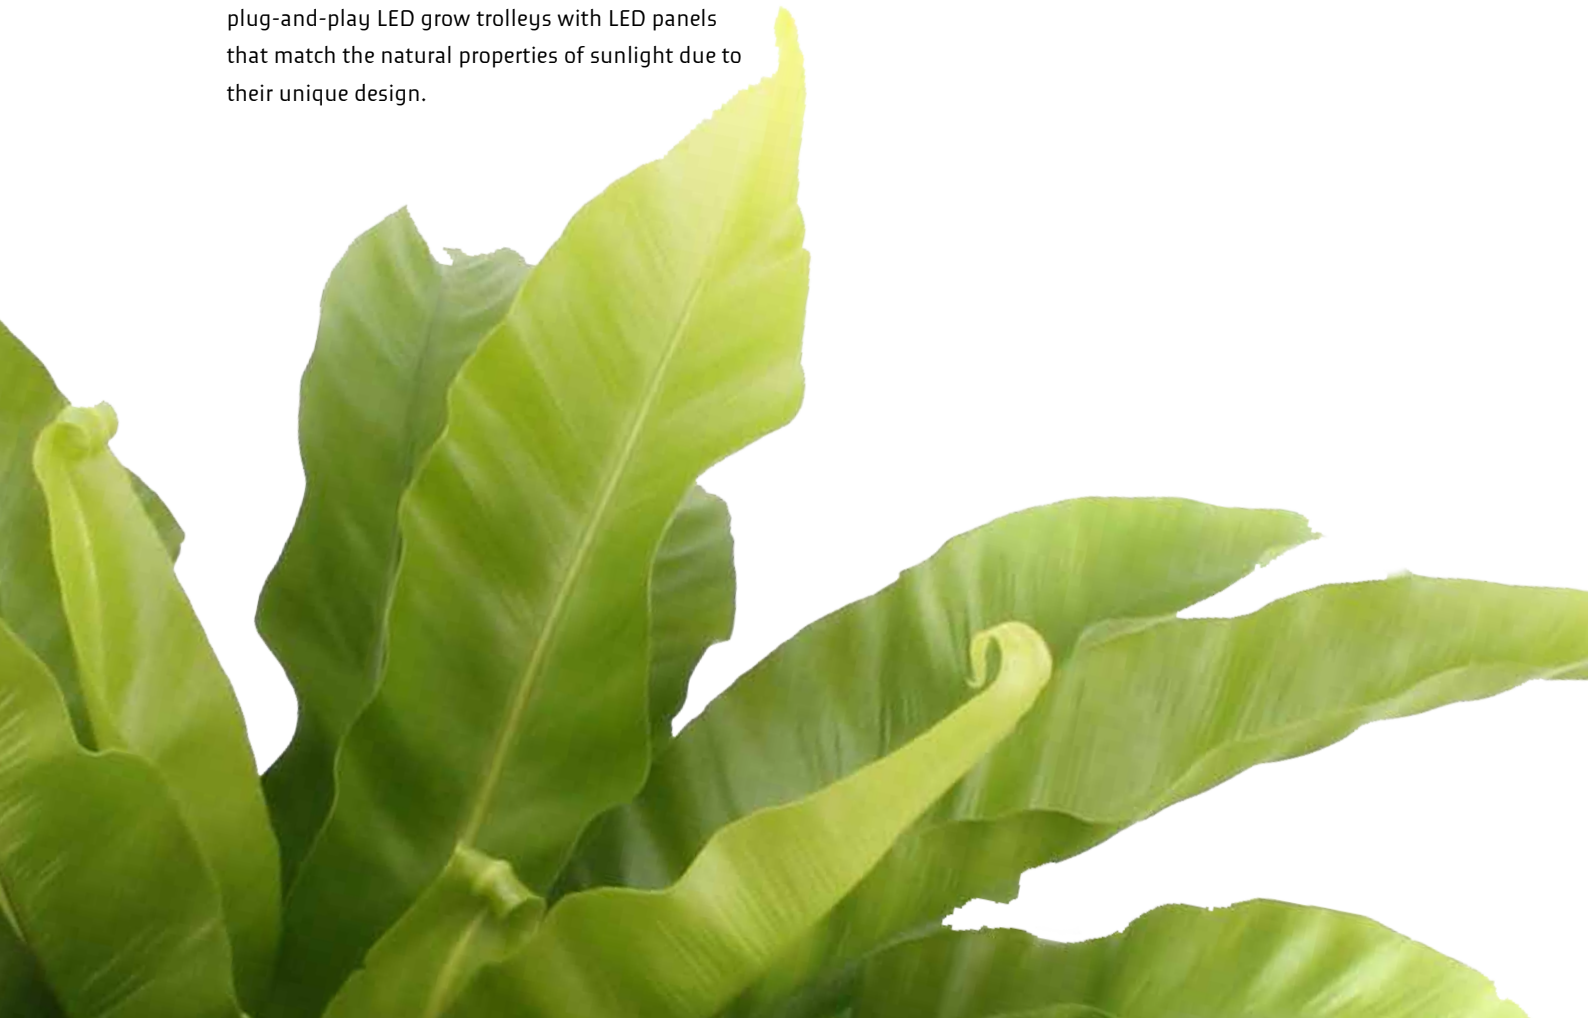 plug-and-play LED grow trolleys with LED panels
that match the natural properties of sunlight due to
their unique design.